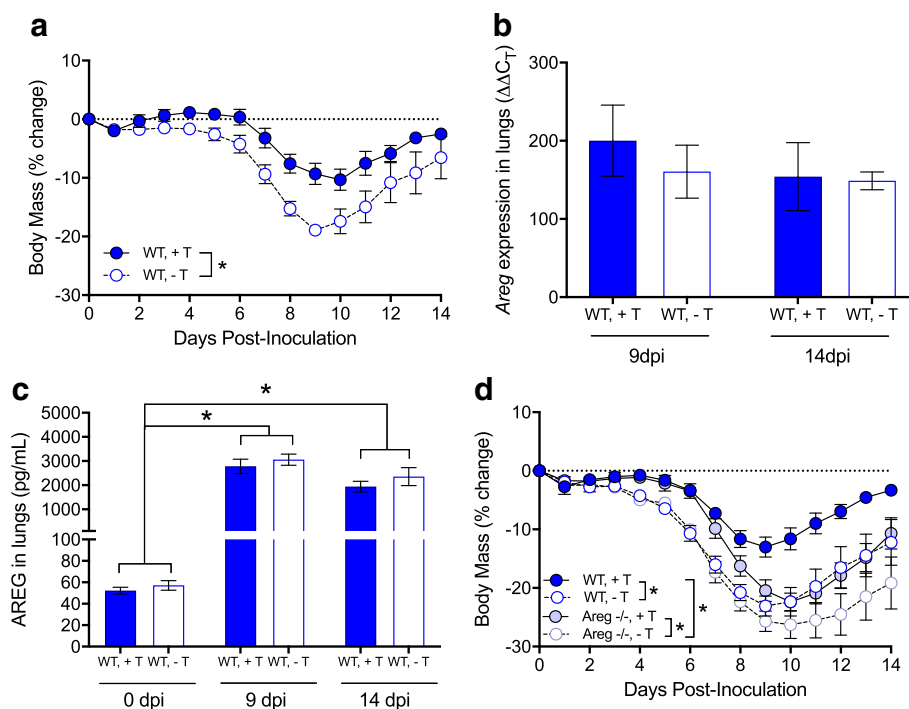 a
10
0
-10
-20
-30
Body Mass (% change)
WT, + T
WT, - T
*
0 2 4 6 8 10 12 14
Days Post-Inoculation
b
300
200
100
0
Areg expression in lungs (ΔΔCT)
WT, + T WT, - T WT, + T WT, - T
9dpi 14dpi
c
*
*
5000
4000
3000
2000
1000
100
80
60
40
20
0
AREG in lungs (pg/mL)
WT, + T WT, - T WT, + T WT, - T WT, + T WT, - T
0 dpi 9 dpi 14 dpi
d
10
0
-10
-20
-30
Body Mass (% change)
WT, + T
WT, - T
Areg -/-, + T
Areg -/-, - T
*
*
*
0 2 4 6 8 10 12 14
Days Post-Inoculation